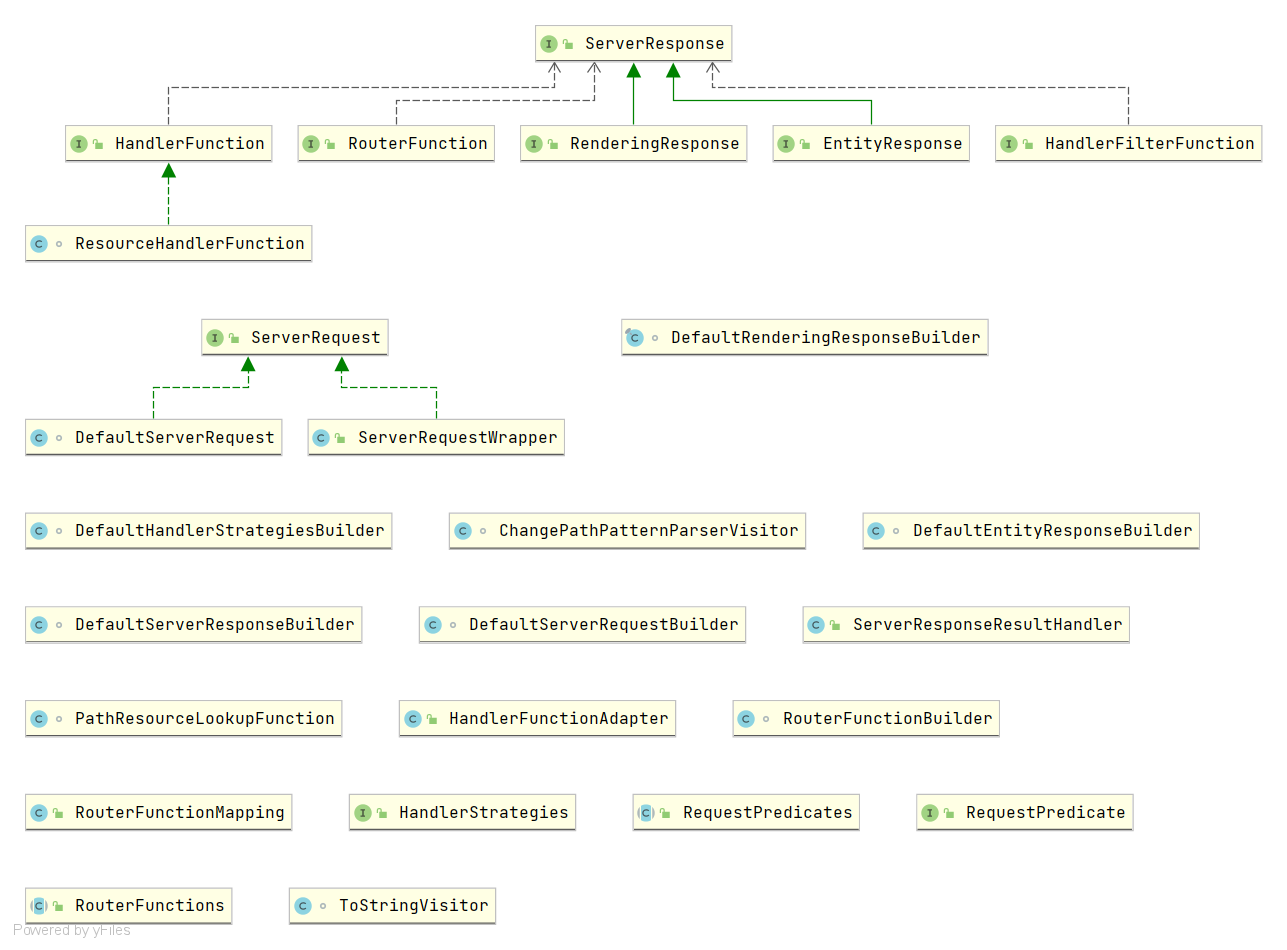 ServerResponse
HandlerFunction
RouterFunction
RenderingResponse
EntityResponse
HandlerFilterFunction
ResourceHandlerFunction
ServerRequest
DefaultRenderingResponseBuilder
DefaultServerRequest
ServerRequestWrapper
DefaultHandlerStrategiesBuilder
ChangePathPatternParserVisitor
DefaultEntityResponseBuilder
DefaultServerResponseBuilder
DefaultServerRequestBuilder
ServerResponseResultHandler
PathResourceLookupFunction
HandlerFunctionAdapter
RouterFunctionBuilder
RouterFunctionMapping
HandlerStrategies
RequestPredicates
RequestPredicate
RouterFunctions
ToStringVisitor
Powered by yFiles